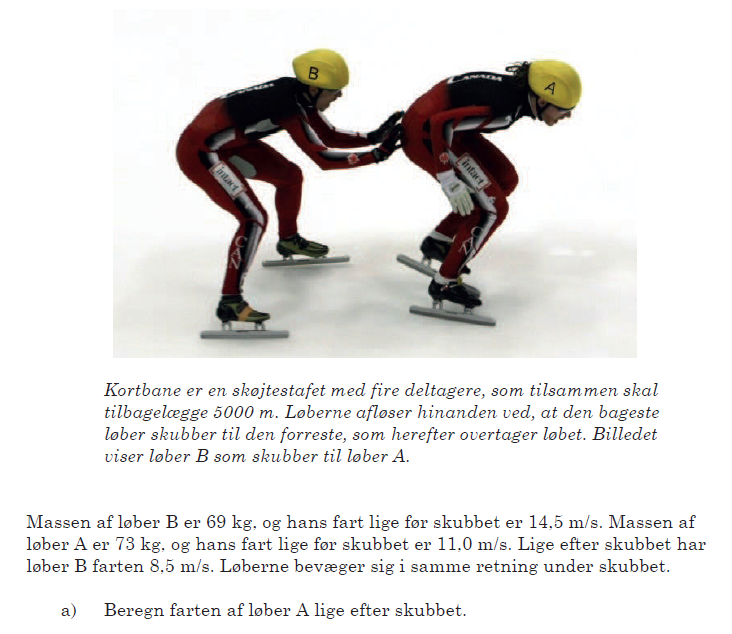 B
A
CANADA
CANADA
intact
intact
Kortbane er en skøjtestafet med fire deltagere, som tilsammen skal
tilbagelægge 5000 m. Løberne afløser hinanden ved, at den bageste
løber skubber til den forreste, som herefter overtager løbet. Billedet
viser løber B som skubber til løber A.
Massen af løber B er 69 kg, og hans fart lige før skubbet er 14,5 m/s. Massen af
løber A er 73 kg, og hans fart lige før skubbet er 11,0 m/s. Lige efter skubbet har
løber B farten 8,5 m/s. Løberne bevæger sig i samme retning under skubbet.
a) Beregn farten af løber A lige efter skubbet.